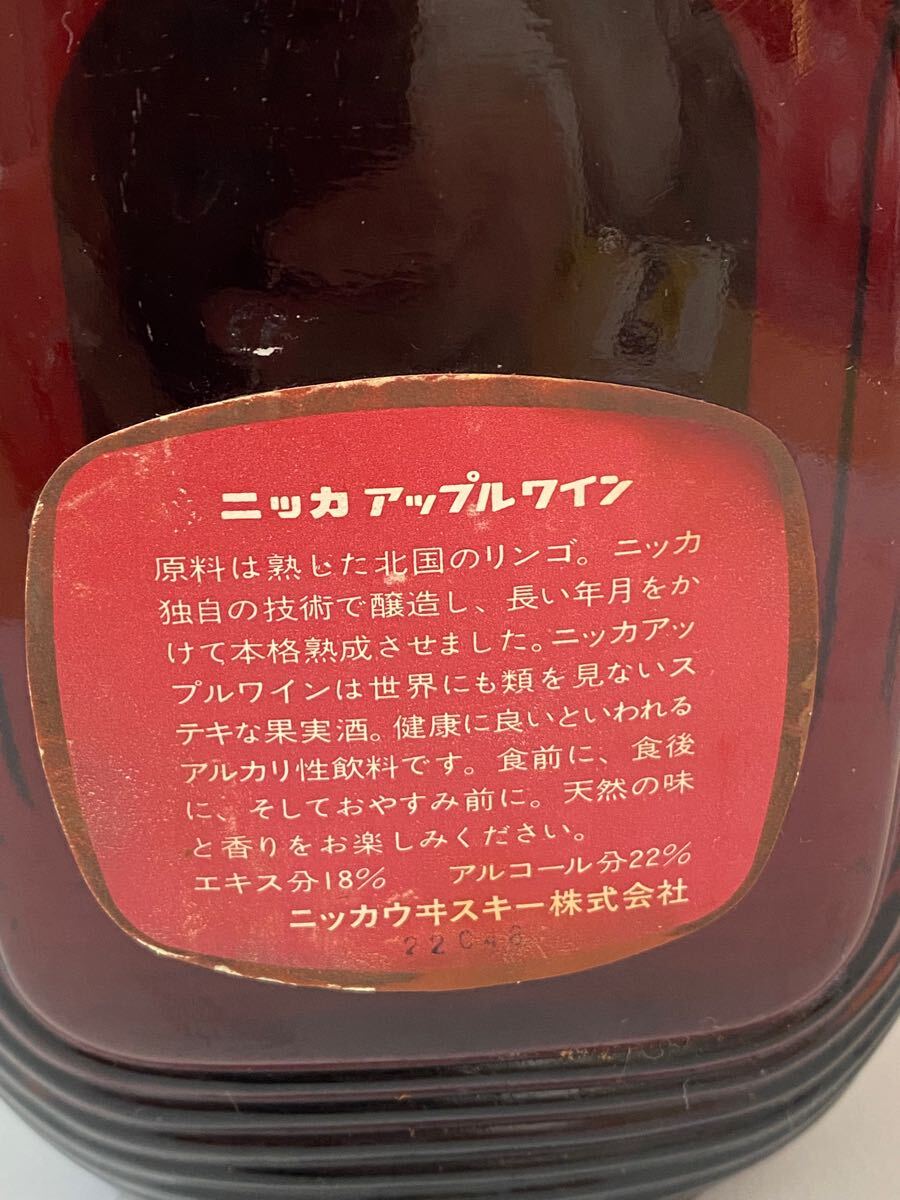 ニッカ アップルワイン
原料は熟した北国のリンゴ。ニッカ
独自の技術で醸造し、長い年月をか
けて本格熟成させました。ニッカアッ
プルワインは世界にも類を見ないス
テキな果実酒。健康に良いといわれる
アルカリ性飲料です。食前に、食後
に、そしておやすみ前に。天然の味
と香りをお楽しみください。
エキス分18% アルコール分22%
ニッカウヰスキー株式会社